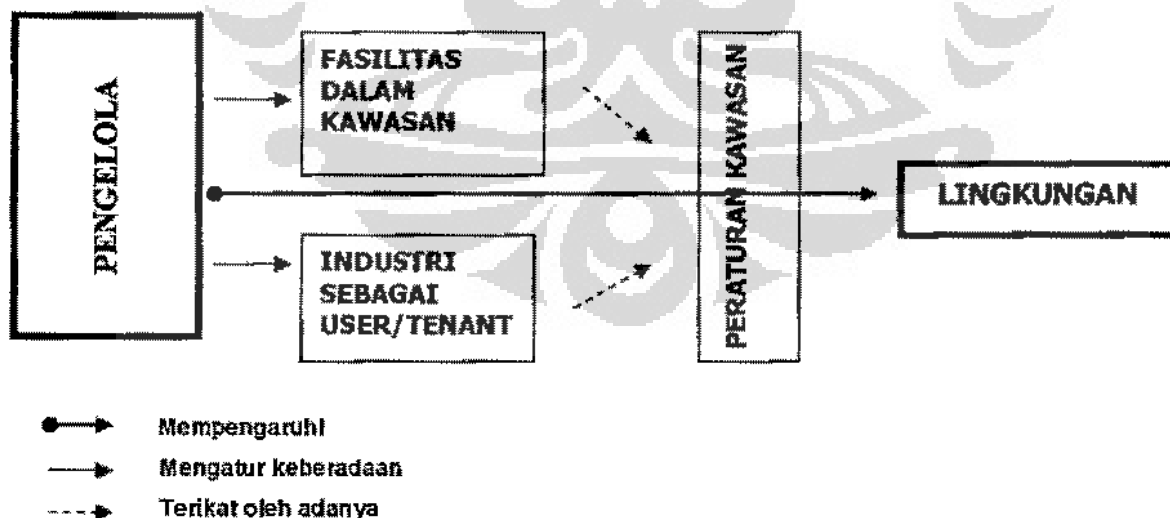 PENGELOLA
FASILITAS
DALAM
KAWASAN
INDUSTRI
SEBAGAI
USER/TENANT
PERATURAN KAWASAN
LINGKUNGAN
Mempengaruhi
Mengatur keberadaan
Terikat oleh adanya